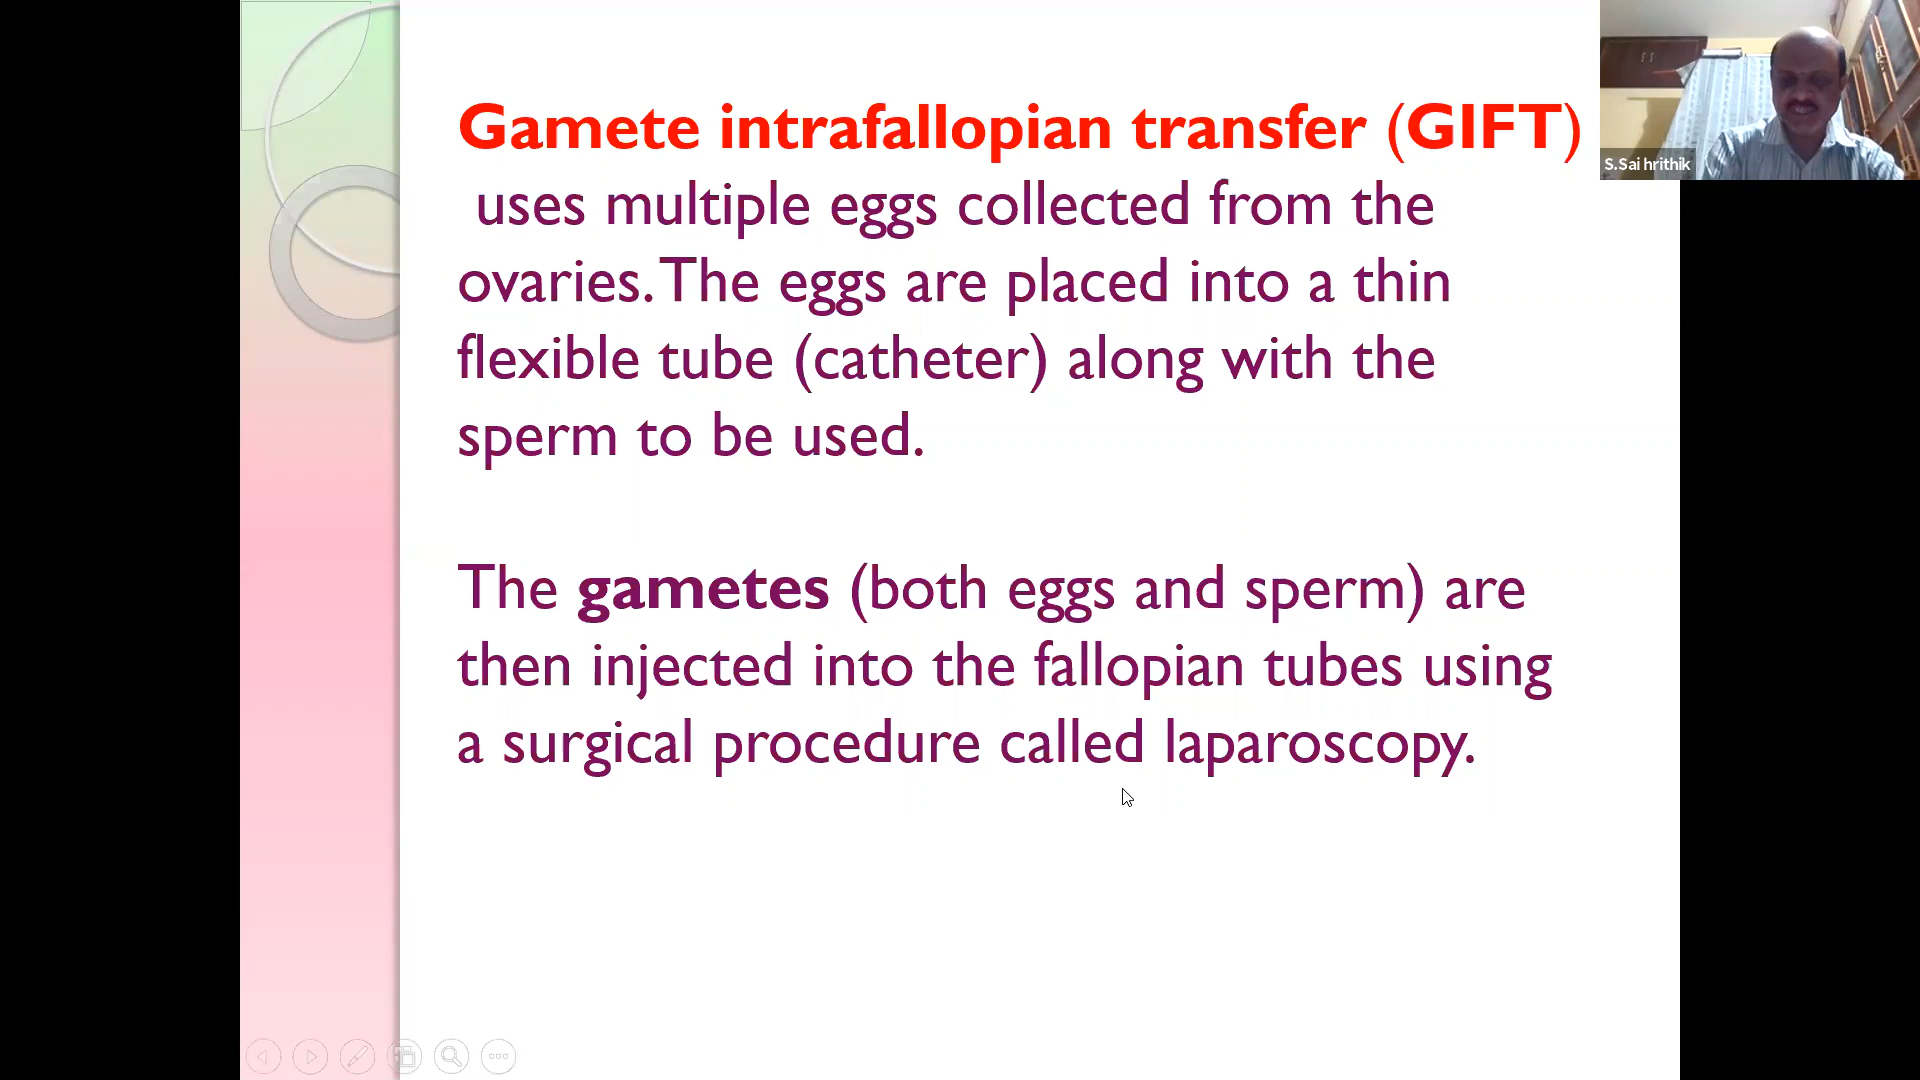 Gamete intrafallopian transfer (GIFT)
uses multiple eggs collected from the
ovaries. The eggs are placed into a thin
flexible tube (catheter) along with the
sperm to be used.
The gametes (both eggs and sperm) are
then injected into the fallopian tubes using
a surgical procedure called laparoscopy.
S.Sai hrithik